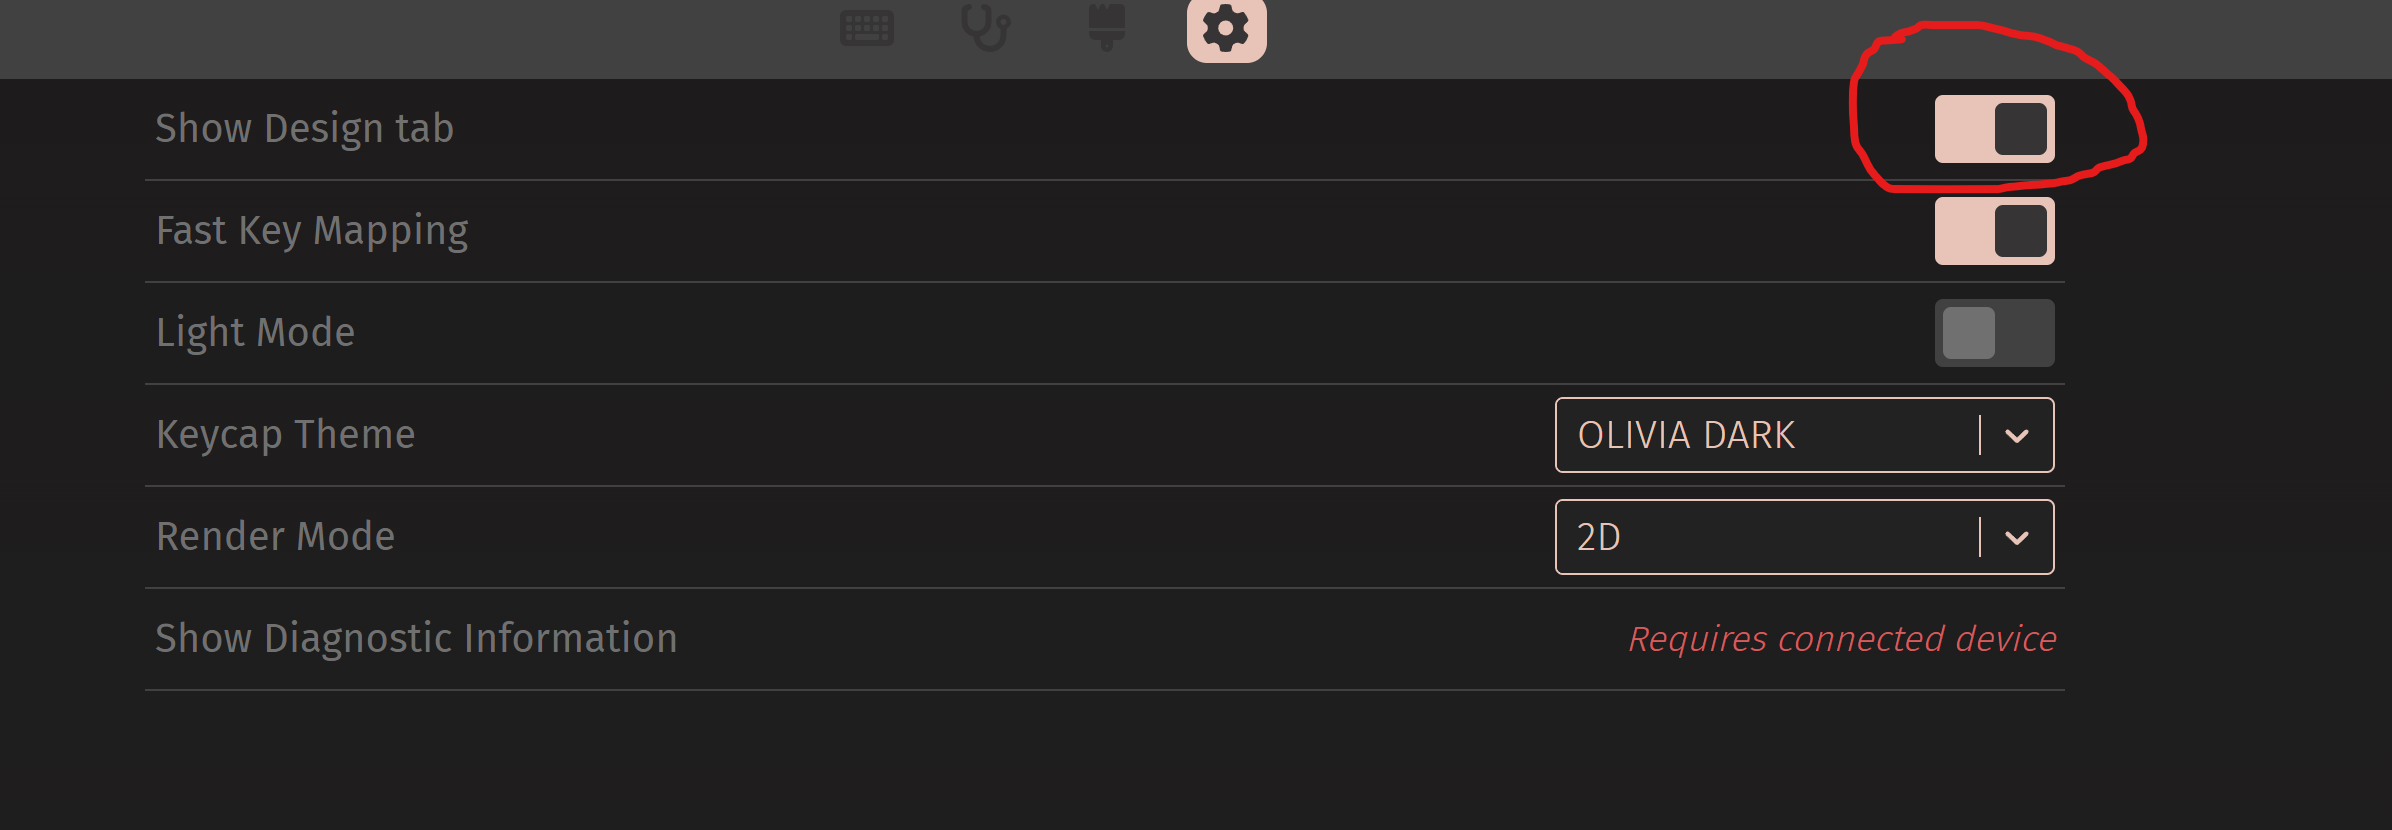 Show Design tab
Fast Key Mapping
Light Mode
Keycap Theme
OLIVIA DARK
Render Mode
2D
Show Diagnostic Information
Requires connected device